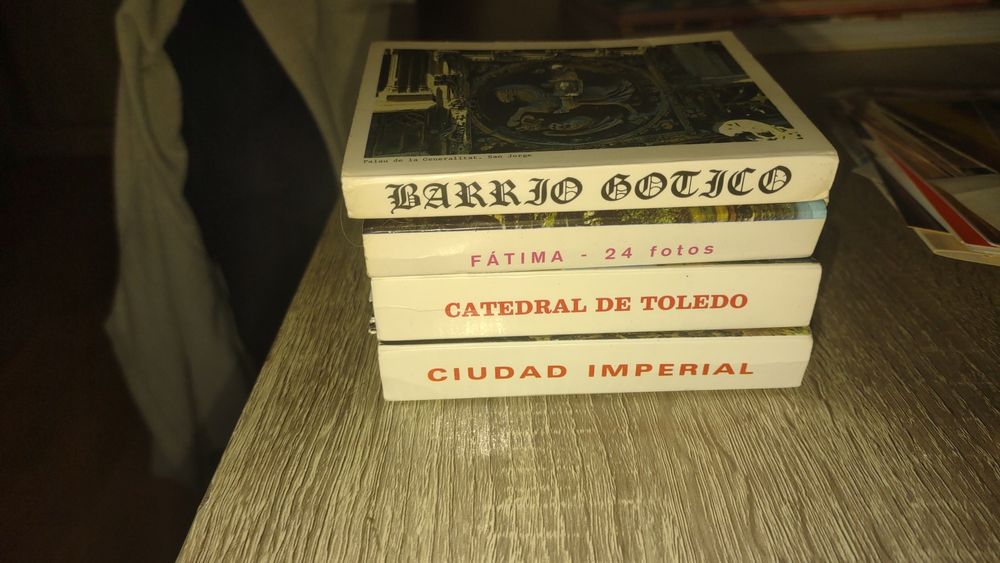 Palau de la Generalitat. San Jorge
BARRIO GOTICO
FÁTIMA - 24 fotos
CATEDRAL DE TOLEDO
CIUDAD IMPERIAL